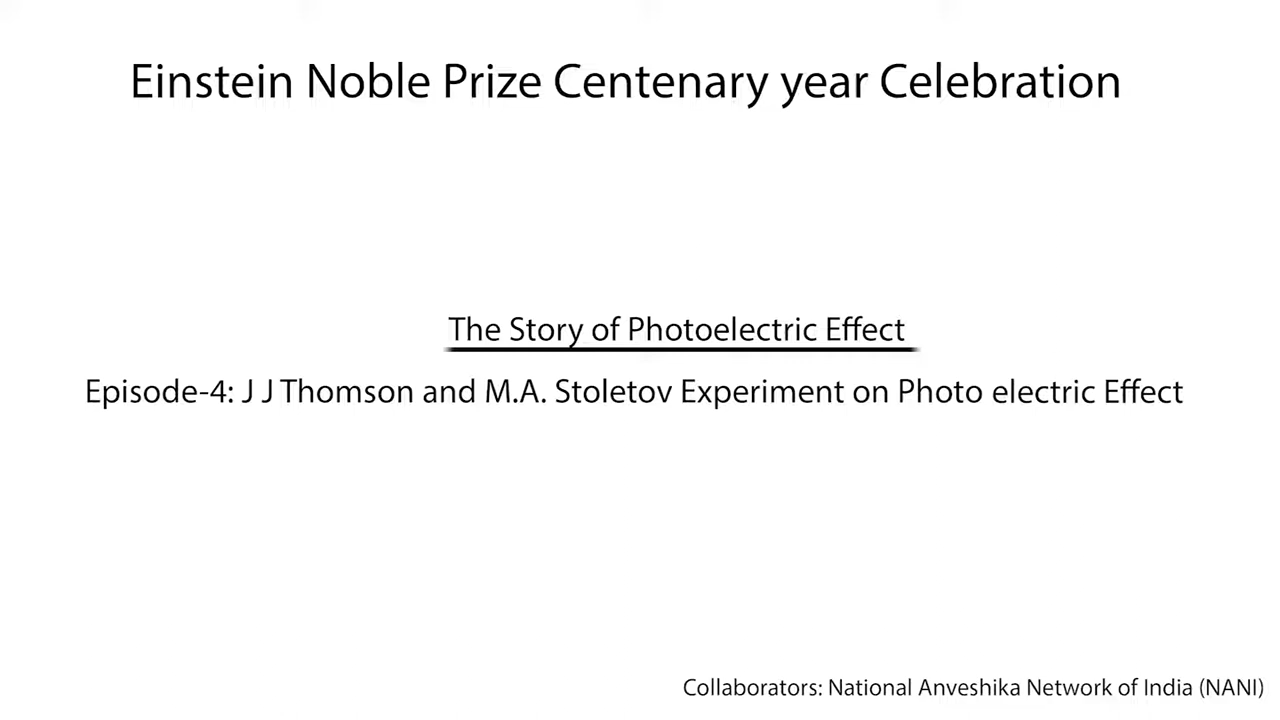 Einstein Noble Prize Centenary year Celebration
The Story of Photoelectric Effect
Episode-4: J J Thomson and M.A. Stoletov Experiment on Photo electric Effect
Collaborators: National Anveshika Network of India (NANI)